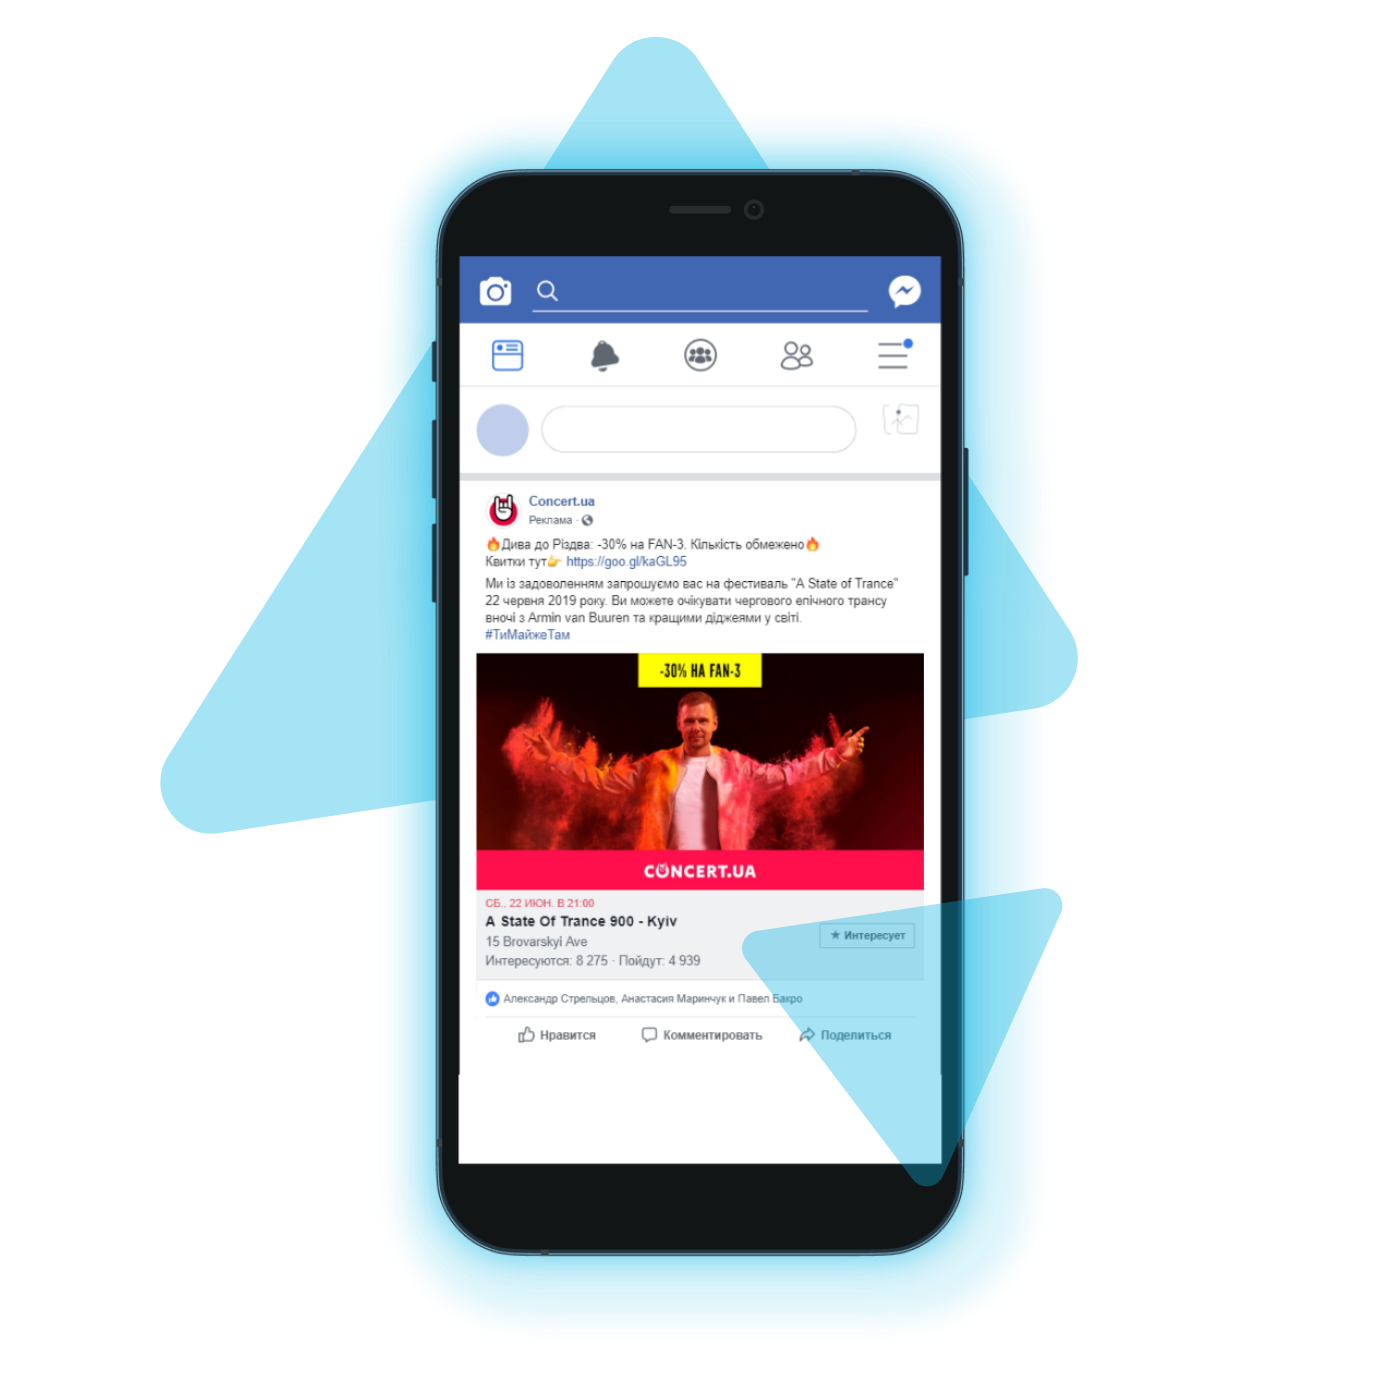 Concert.ua
Реклама ·
🔥Дива до Різдва: -30% на FAN-3. Кількість обмежено🔥
Квитки тут👉 https://goo.gl/kaGL95
Ми із задоволенням запрошуємо вас на фестиваль "A State of Trance"
22 червня 2019 року. Ви можете очікувати чергового епічного трансу
вночі з Armin van Buuren та кращими діджеями у світі.
#ТиМайжеТам
-30% НА FAN-3
CONCERT.UA
СБ., 22 ИЮН. В 21:00
A State Of Trance 900 - Kyiv
15 Brovarskyi Ave
★ Интересует
Интересуются: 8 275 · Пойдут: 4 939
Александр Стрельцов, Анастасия Маринчук и Павел Бакро
Нравится Комментировать Поделиться